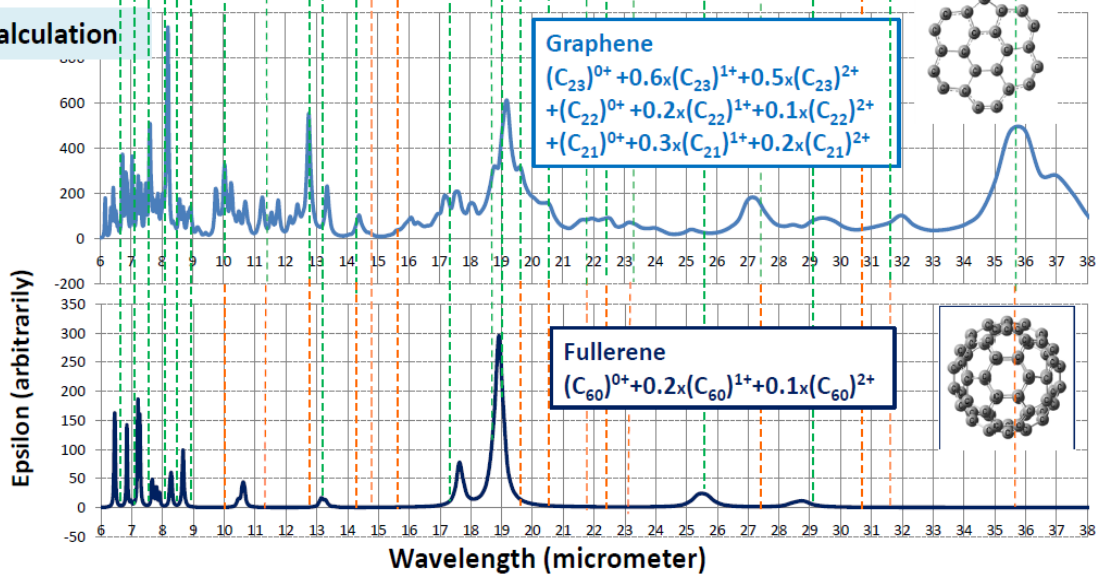 alculation
Graphene
(C₂₃)⁰⁺ +0.6x(C₂₃)¹⁺+0.5x(C₂₃)²⁺
+(C₂₂)⁰⁺ +0.2x(C₂₂)¹⁺+0.1x(C₂₂)²⁺
+(C₂₁)⁰⁺+0.3x(C₂₁)¹⁺+0.2x(C₂₁)²⁺
800
600
400
200
0
-200
6 7 8 9 10 11 12 13 14 15 16 17 18 19 20 21 22 23 24 25 26 27 28 29 30 31 32 33 34 35 36 37 38
Epsilon (arbitrarily)
Fullerene
(C₆₀)⁰⁺+0.2x(C₆₀)¹⁺+0.1x(C₆₀)²⁺
350
300
250
200
150
100
50
0
-50
6 7 8 9 10 11 12 13 14 15 16 17 18 19 20 21 22 23 24 25 26 27 28 29 30 31 32 33 34 35 36 37 38
Wavelength (micrometer)